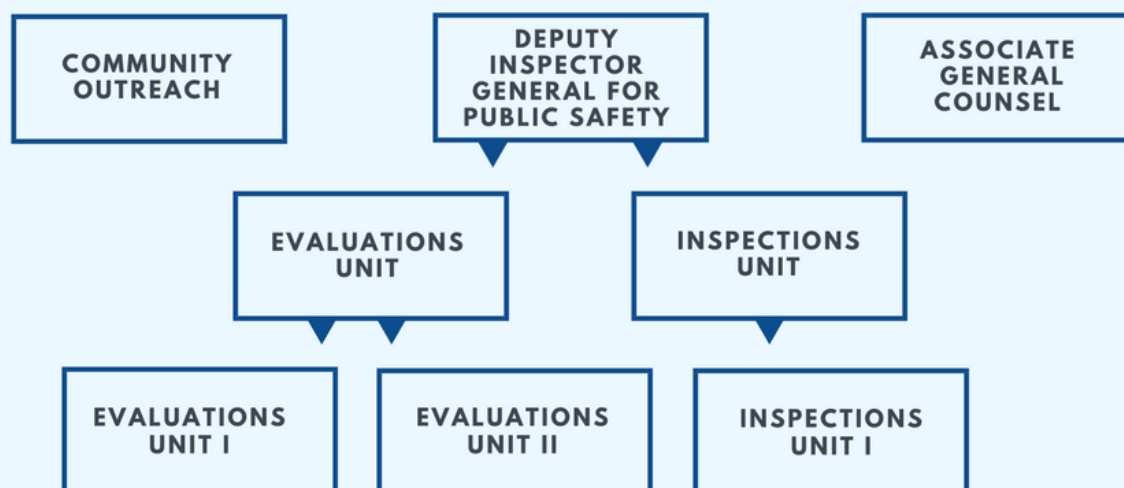 COMMUNITY
OUTREACH
DEPUTY
INSPECTOR
GENERAL FOR
PUBLIC SAFETY
ASSOCIATE
GENERAL
COUNSEL
EVALUATIONS
UNIT
INSPECTIONS
UNIT
EVALUATIONS
UNIT I
EVALUATIONS
UNIT II
INSPECTIONS
UNIT I